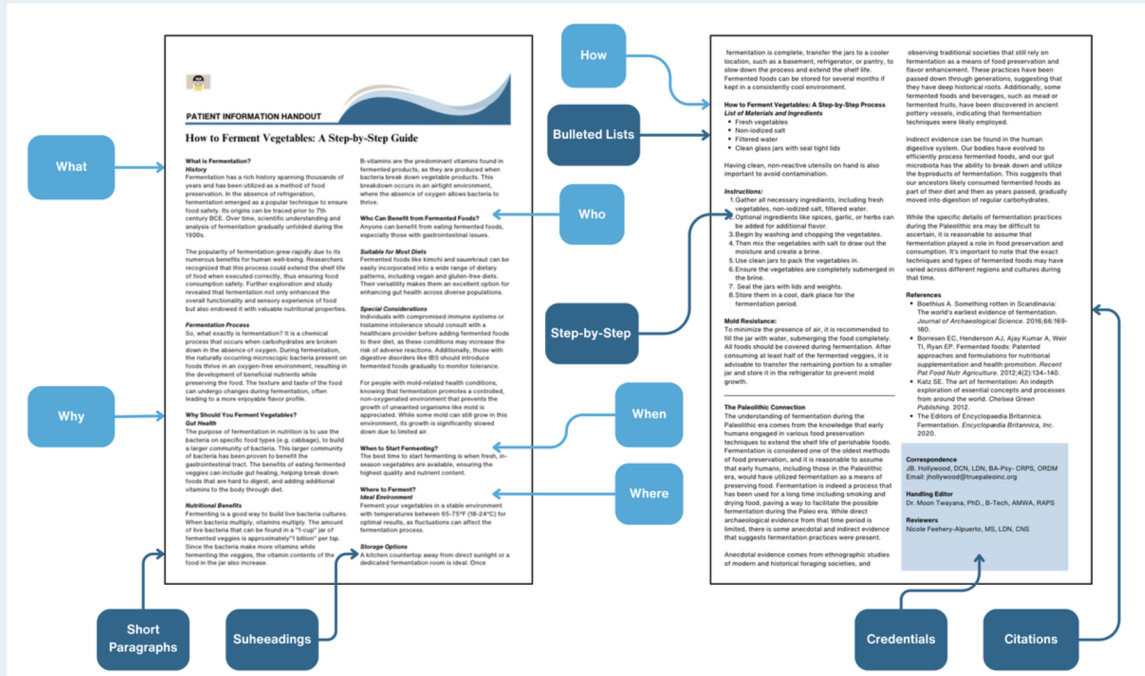 What
Why
PATIENT INFORMATION HANDOUT
How to Ferment Vegetables: A Step-by-Step Guide
What is Fermentation?
History
Fermentation has a rich history spanning thousands of
years and has been utilized as a method of food
preservation. In the absence of refrigeration,
fermentation emerged as a popular technique to ensure
food safety. Its origins can be traced prior to 7th
century BCE. Over time, scientific understanding and
analysis of fermentation gradually unfolded during the
1900s.
The popularity of fermentation grew rapidly due to its
numerous benefits for human well-being. Researchers
recognized that this process could extend the shelf life
of food when executed correctly, thus ensuring food
consumption safety. Further exploration and study
revealed that fermentation not only enhanced the
overall functionality and sensory experience of food
but also endowed it with valuable nutritional properties.
Fermentation Process
So, what exactly is fermentation? It is a chemical
process that occurs when carbohydrates are broken
down in the absence of oxygen. During fermentation,
the naturally occurring microscopic bacteria present on
foods thrive in an oxygen-free environment, resulting in
the development of beneficial nutrients while
preserving the food. The texture and taste of the food
can undergo changes during fermentation, often
leading to a more enjoyable flavor profile.
Why Should You Ferment Vegetables?
Gut Health
The purpose of fermentation in nutrition is to use the
bacteria on specific food types (e.g. cabbage), to build
a larger community of bacteria. This larger community
of bacteria has been proven to benefit the
gastrointestinal tract. The benefits of eating fermented
veggies can include gut healing, helping break down
foods that are hard to digest, and adding additional
vitamins to the body through diet.
Nutritional Benefits
Fermenting is a good way to build live bacteria cultures.
When bacteria multiply, vitamins multiply. The amount
of live bacteria that can be found in a "1-cup" jar of
fermented veggies is approximately"1 billion" per tsp.
Since the bacteria make more vitamins while
fermenting the veggies, the vitamin contents of the
food in the jar also increase.
B-vitamins are the predominant vitamins found in
fermented products, as they are produced when
bacteria break down vegetable products. This
breakdown occurs in an airtight environment,
where the absence of oxygen allows bacteria to
thrive.
Who Can Benefit from Fermented Foods?
Anyone can benefit from eating fermented foods,
especially those with gastrointestinal issues.
Suitable for Most Diets
Fermented foods like kimchi and sauerkraut can be
easily incorporated into a wide range of dietary
patterns, including vegan and gluten-free diets.
Their versatility makes them an excellent option for
enhancing gut health across diverse populations.
Special Considerations
Individuals with compromised immune systems or
histamine intolerance should consult with a
healthcare provider before adding fermented foods
to their diet, as these conditions may increase the
risk of adverse reactions. Additionally, those with
digestive disorders like IBS should introduce
fermented foods gradually to monitor tolerance.
For people with mold-related health conditions,
knowing that fermentation promotes a controlled,
non-oxygenated environment that prevents the
growth of unwanted organisms like mold is
appreciated. While some mold can still grow in this
environment, its growth is significantly slowed
down due to limited air.
When to Start Fermenting?
The best time to start fermenting is when fresh, in-
season vegetables are available, ensuring the
highest quality and nutrient content.
Where to Ferment?
Ideal Environment
Ferment your vegetables in a stable environment
with temperatures between 65-75°F (18-24°C) for
optimal results, as fluctuations can affect the
fermentation process.
Storage Options
A kitchen countertop away from direct sunlight or a
dedicated fermentation room is ideal. Once
Short
Paragraphs
Suheeadings
How
Bulleted Lists
Who
Step-by-Step
When
Where
fermentation is complete, transfer the jars to a cooler
location, such as a basement, refrigerator, or pantry, to
slow down the process and extend the shelf life.
Fermented foods can be stored for several months if
kept in a consistently cool environment.
How to Ferment Vegetables: A Step-by-Step Process
List of Materials and Ingredients
• Fresh vegetables
• Non-iodized salt
• Filtered water
• Clean glass jars with seal tight lids
Having clean, non-reactive utensils on hand is also
important to avoid contamination.
Instructions:
1. Gather all necessary ingredients, including fresh
vegetables, non-iodized salt, filtered water.
2. Optional ingredients like spices, garlic, or herbs can
be added for additional flavor.
3. Begin by washing and chopping the vegetables.
4. Then mix the vegetables with salt to draw out the
moisture and create a brine.
5. Use clean jars to pack the vegetables in.
6. Ensure the vegetables are completely submerged in
the brine.
7. Seal the jars with lids and weights.
8. Store them in a cool, dark place for the
fermentation period.
Mold Resistance:
To minimize the presence of air, it is recommended to
fill the jar with water, submerging the food completely.
All foods should be covered during fermentation. After
consuming at least half of the fermented veggies, it is
advisable to transfer the remaining portion to a smaller
jar and store it in the refrigerator to prevent mold
growth.
The Paleolithic Connection
The understanding of fermentation during the
Paleolithic era comes from the knowledge that early
humans engaged in various food preservation
techniques to extend the shelf life of perishable foods.
Fermentation is considered one of the oldest methods
of food preservation, and it is reasonable to assume
that early humans, including those in the Paleolithic
era, would have utilized fermentation as a means of
preserving food. Fermentation is indeed a process that
has been used for a long time including smoking and
drying food, paving a way to facilitate the possible
fermentation during the Paleo era. While direct
archaeological evidence from that time period is
limited, there is some anecdotal and indirect evidence
that suggests fermentation practices were present.
Anecdotal evidence comes from ethnographic studies
of modern and historical foraging societies, and
observing traditional societies that still rely on
fermentation as a means of food preservation and
flavor enhancement. These practices have been
passed down through generations, suggesting that
they have deep historical roots. Additionally, some
fermented foods and beverages, such as mead or
fermented fruits, have been discovered in ancient
pottery vessels, indicating that fermentation
techniques were likely employed.
Indirect evidence can be found in the human
digestive system. Our bodies have evolved to
efficiently process fermented foods, and our gut
microbiota has the ability to break down and utilize
the byproducts of fermentation. This suggests that
our ancestors likely consumed fermented foods as
part of their diet and then as years passed, gradually
moved into digestion of regular carbohydrates.
While the specific details of fermentation practices
during the Paleolithic era may be difficult to
ascertain, it is reasonable to assume that
fermentation played a role in food preservation and
consumption. It's important to note that the exact
techniques and types of fermented foods may have
varied across different regions and cultures during
that time.
References
• Boethius A. Something rotten in Scandinavia:
The world's earliest evidence of fermentation.
Journal of Archaeological Science. 2016;66:169-
180.
• Borresen EC, Henderson AJ, Ajay Kumar A, Weir
TI, Ryan EP. Fermented foods: Patented
approaches and formulations for nutritional
supplementation and health promotion. Recent
Pat Food Nutr Agriculture. 2012;4(2):134–140.
• Katz SE. The art of fermentation: An indepth
exploration of essential concepts and processes
from around the world. Chelsea Green
Publishing. 2012.
• The Editors of Encyclopaedia Britannica.
Fermentation. Encyclopædia Britannica, Inc.
2020.
Correspondence
JB. Hollywood, DCN, LDN, BA-Psy- CRPS, ORDM
Email: jhollywood@truepaleoinc.org
Handling Editor
Dr. Moon Twayana, PhD., B-Tech, AMWA, RAPS
Reviewers
Nicole Feehery-Alpuerto, MS, LDN, CNS
Credentials
Citations